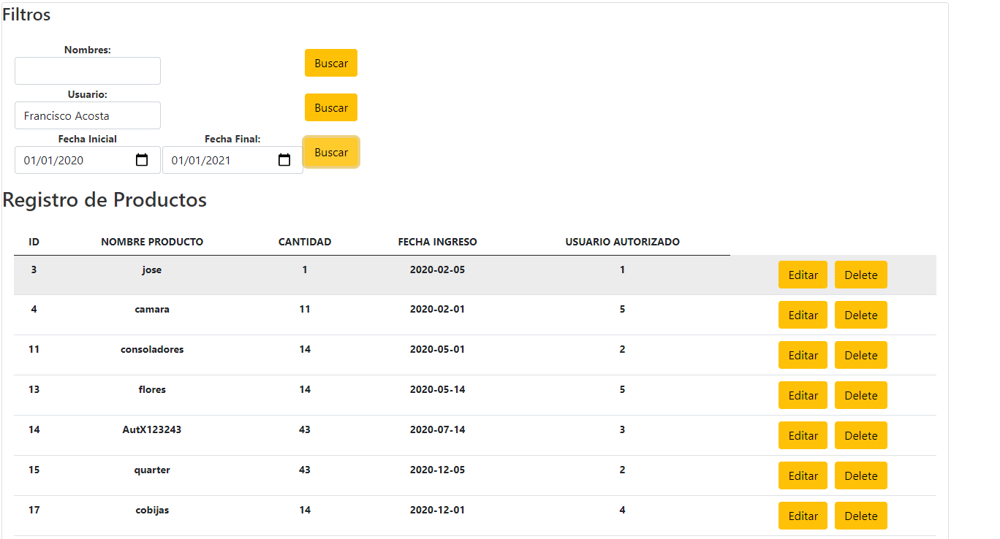 Filtros
Nombres:
Buscar
Usuario:
Francisco Acosta
Buscar
Fecha Inicial Fecha Final:
01/01/2020 01/01/2021 Buscar
Registro de Productos
ID NOMBRE PRODUCTO CANTIDAD FECHA INGRESO USUARIO AUTORIZADO
3 jose 1 2020-02-05 1 Editar Delete
4 camara 11 2020-02-01 5 Editar Delete
11 consoladores 14 2020-05-01 2 Editar Delete
13 flores 14 2020-05-14 5 Editar Delete
14 AutX123243 43 2020-07-14 3 Editar Delete
15 quarter 43 2020-12-05 2 Editar Delete
17 cobijas 14 2020-12-01 4 Editar Delete